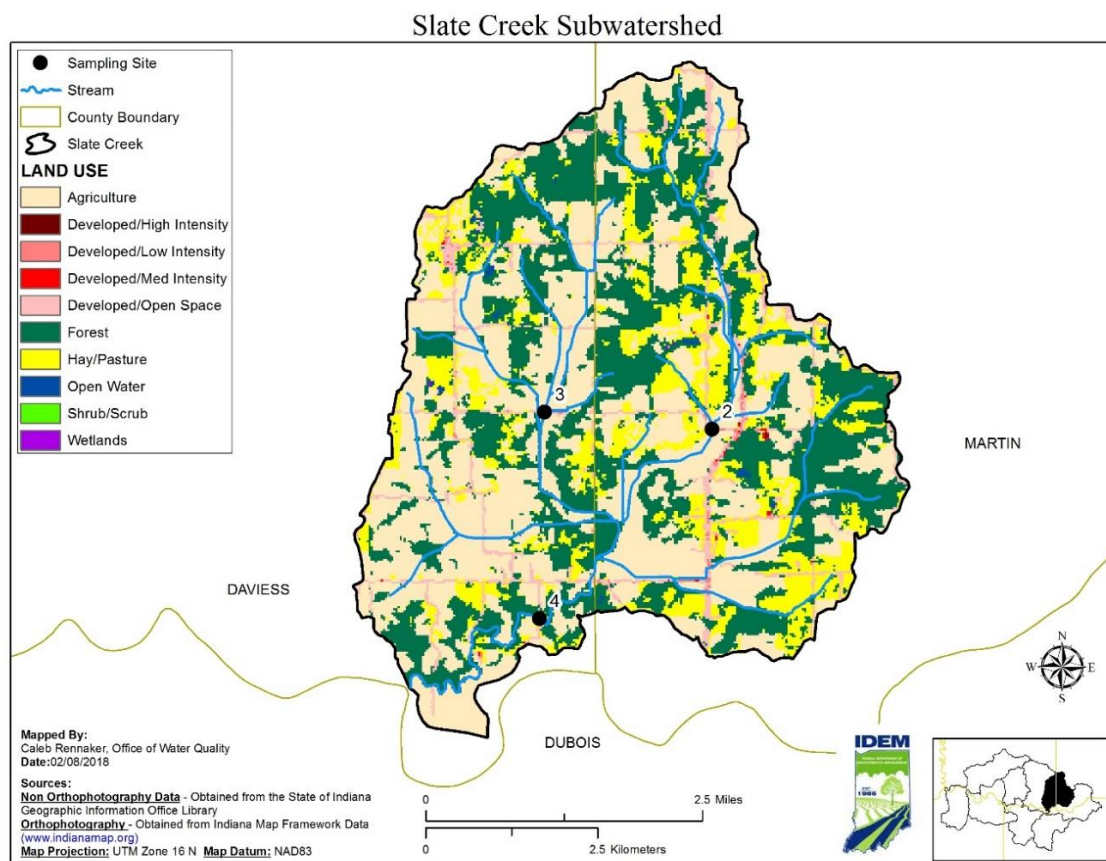 Slate Creek Subwatershed
Sampling Site
Stream
County Boundary
Slate Creek
LAND USE
Agriculture
Developed/High Intensity
Developed/Low Intensity
Developed/Med Intensity
Developed/Open Space
Forest
Hay/Pasture
Open Water
Shrub/Scrub
Wetlands
3
2
MARTIN
DAVIESS
4
N
W E
S
DUBOIS
Mapped By:
Caleb Rennaker, Office of Water Quality
Date:02/08/2018
Sources:
Non Orthophotography Data - Obtained from the State of Indiana
Geographic Information Office Library
Orthophotography - Obtained from Indiana Map Framework Data
(www.indianamap.org)
Map Projection: UTM Zone 16 N Map Datum: NAD83
0 2.5 Miles
0 2.5 Kilometers
IDEM
1986